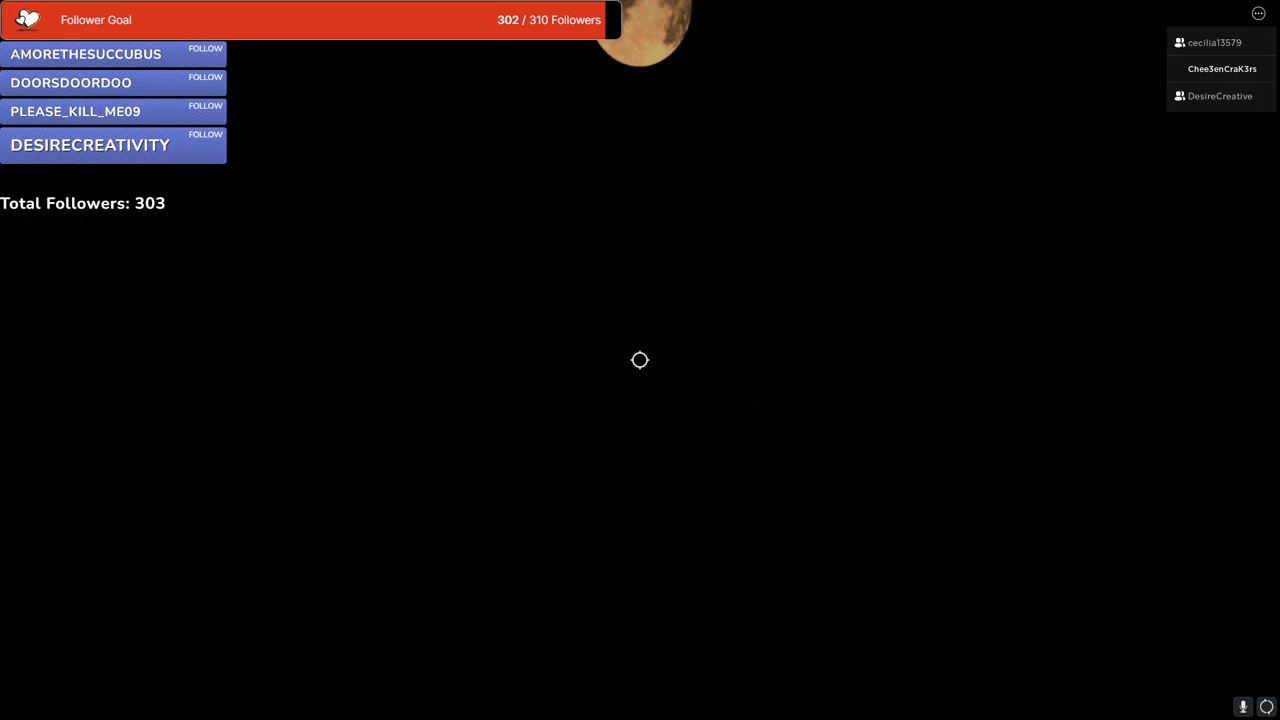 Follower Goal
302 / 310 Followers
AMORETHESUCCUBUS
FOLLOW
DOORSDOORDOO
FOLLOW
PLEASE_KILL_ME09
FOLLOW
DESIRECREATIVITY
FOLLOW
Total Followers: 303
cecilia13579
Chee3enCraK3rs
DesireCreative